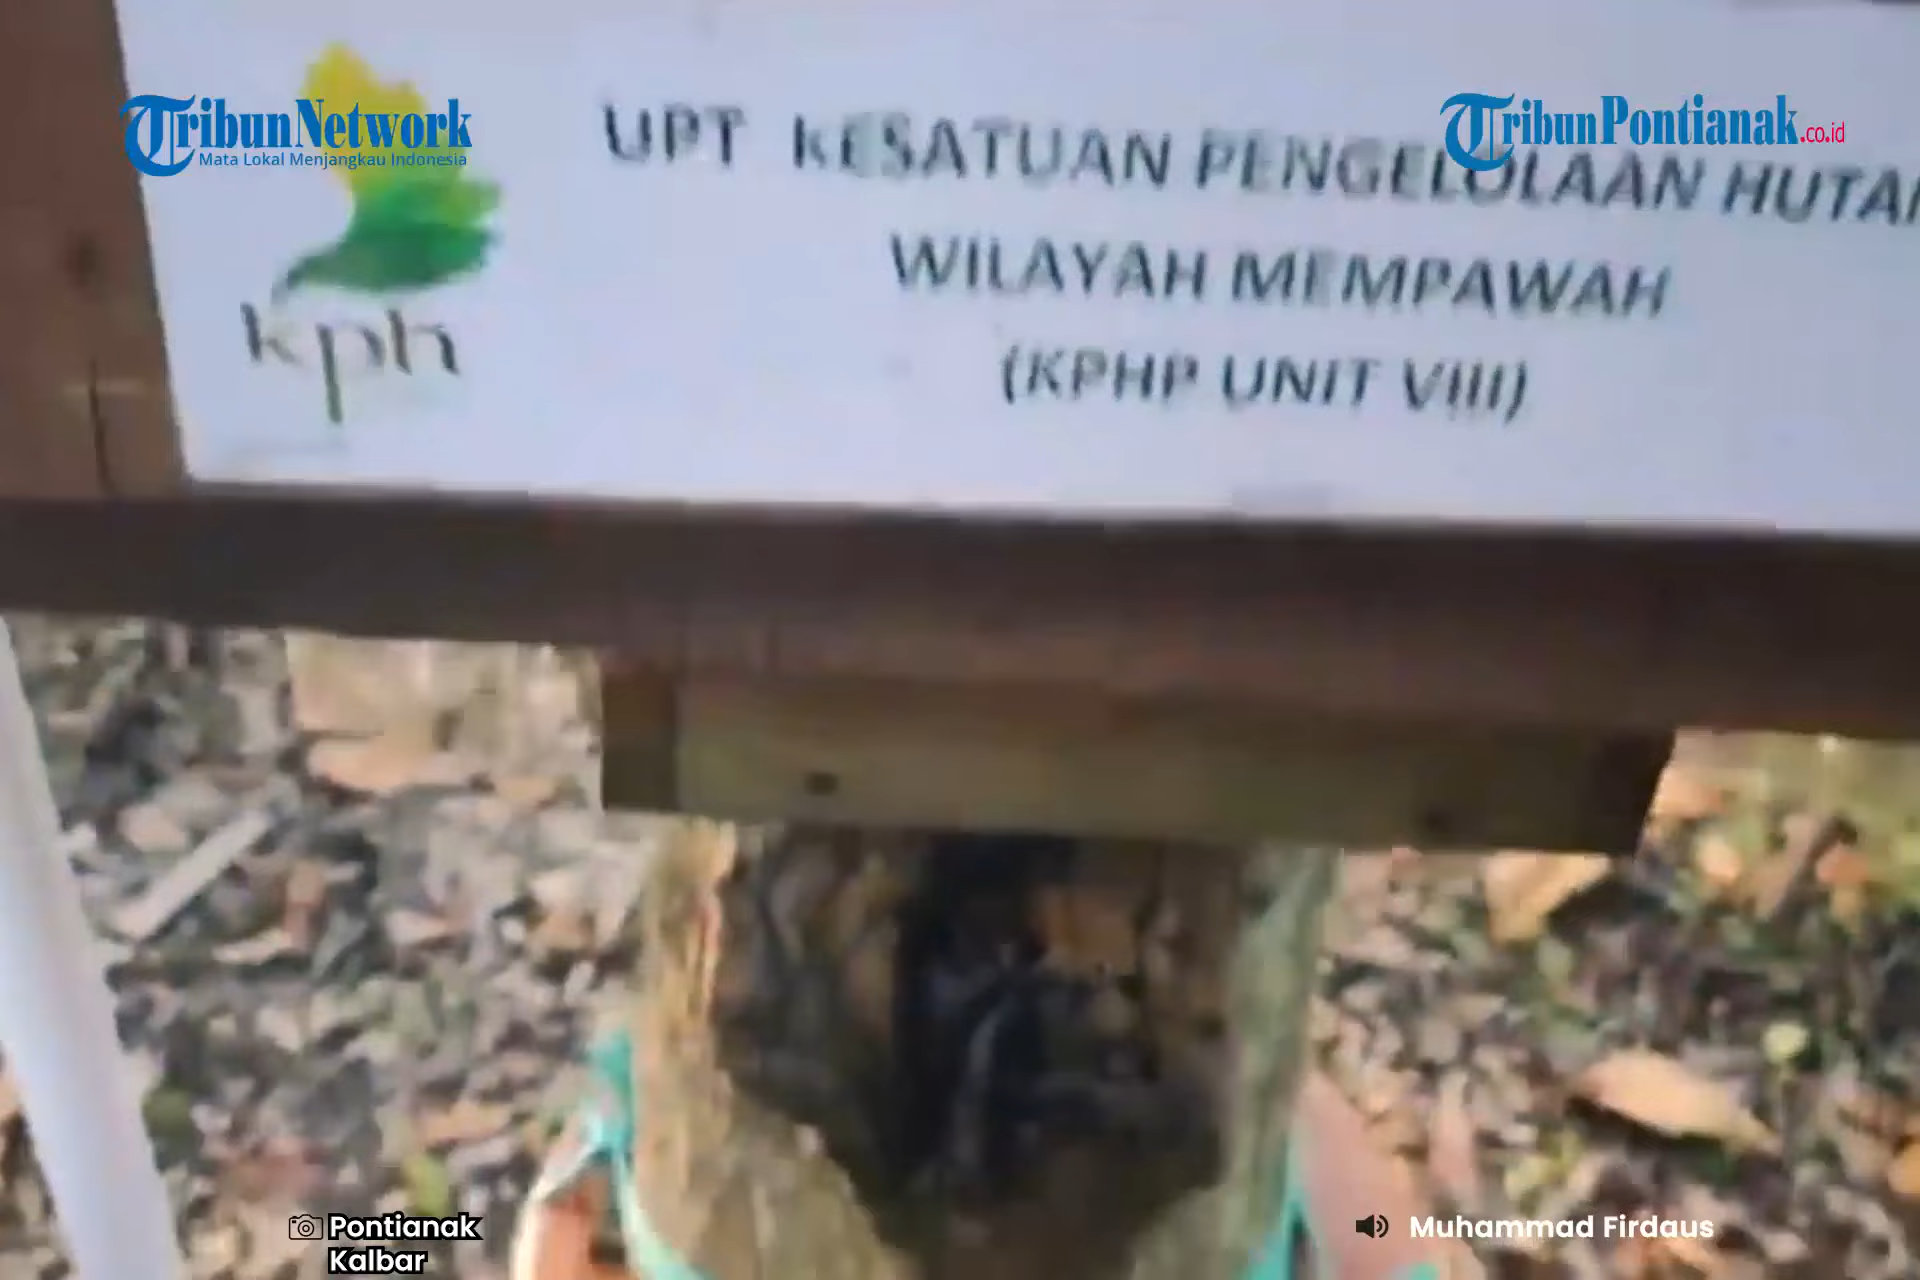 TribunNetwork
Mata Lokal Menjangkau Indonesia
TribunPontianak.co.id
UPT KESATUAN PENGELOLAAN HUTAN
WILAYAH MEMPAWAH
(KPHP UNIT VIII)
kph
Pontianak
Kalbar
Muhammad Firdaus